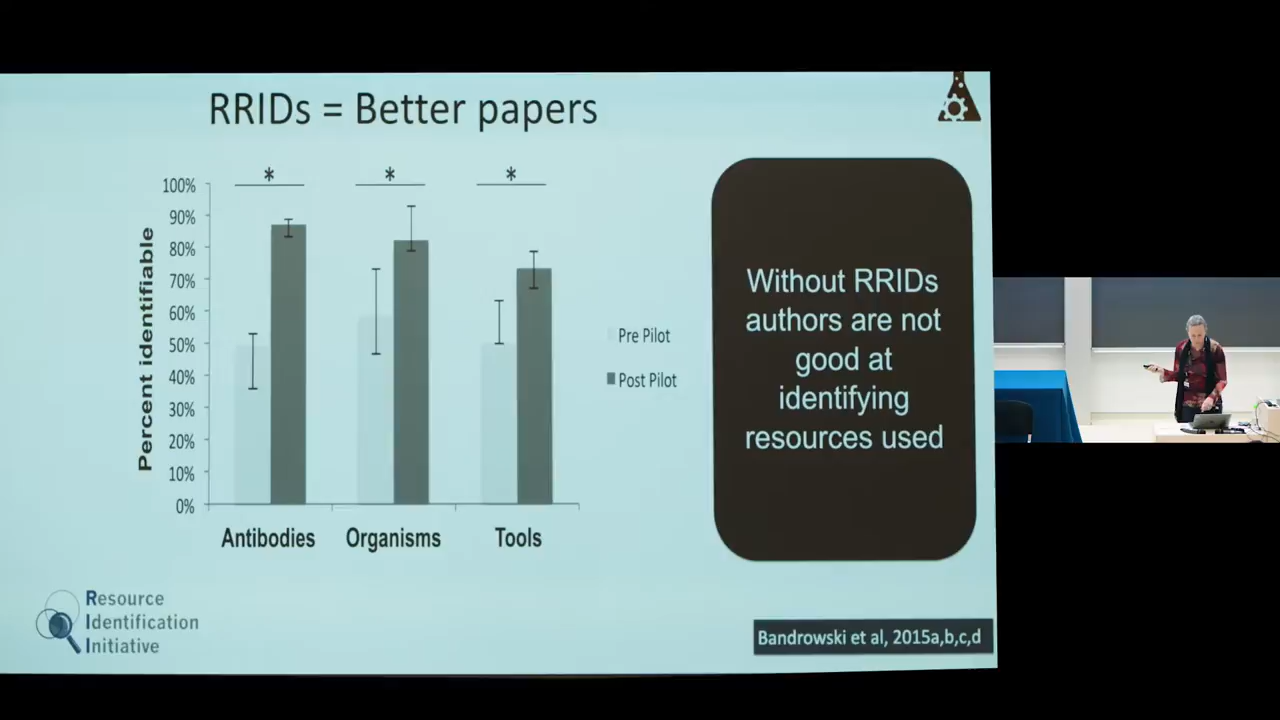 RRIDs = Better papers
* * *
100%
90%
80%
70%
60%
50%
40%
30%
20%
10%
0%
Percent identifiable
Antibodies Organisms Tools
Pre Pilot
Post Pilot
Without RRIDs
authors are not
good at
identifying
resources used
Resource
Identification
Initiative
Bandrowski et al, 2015a,b,c,d